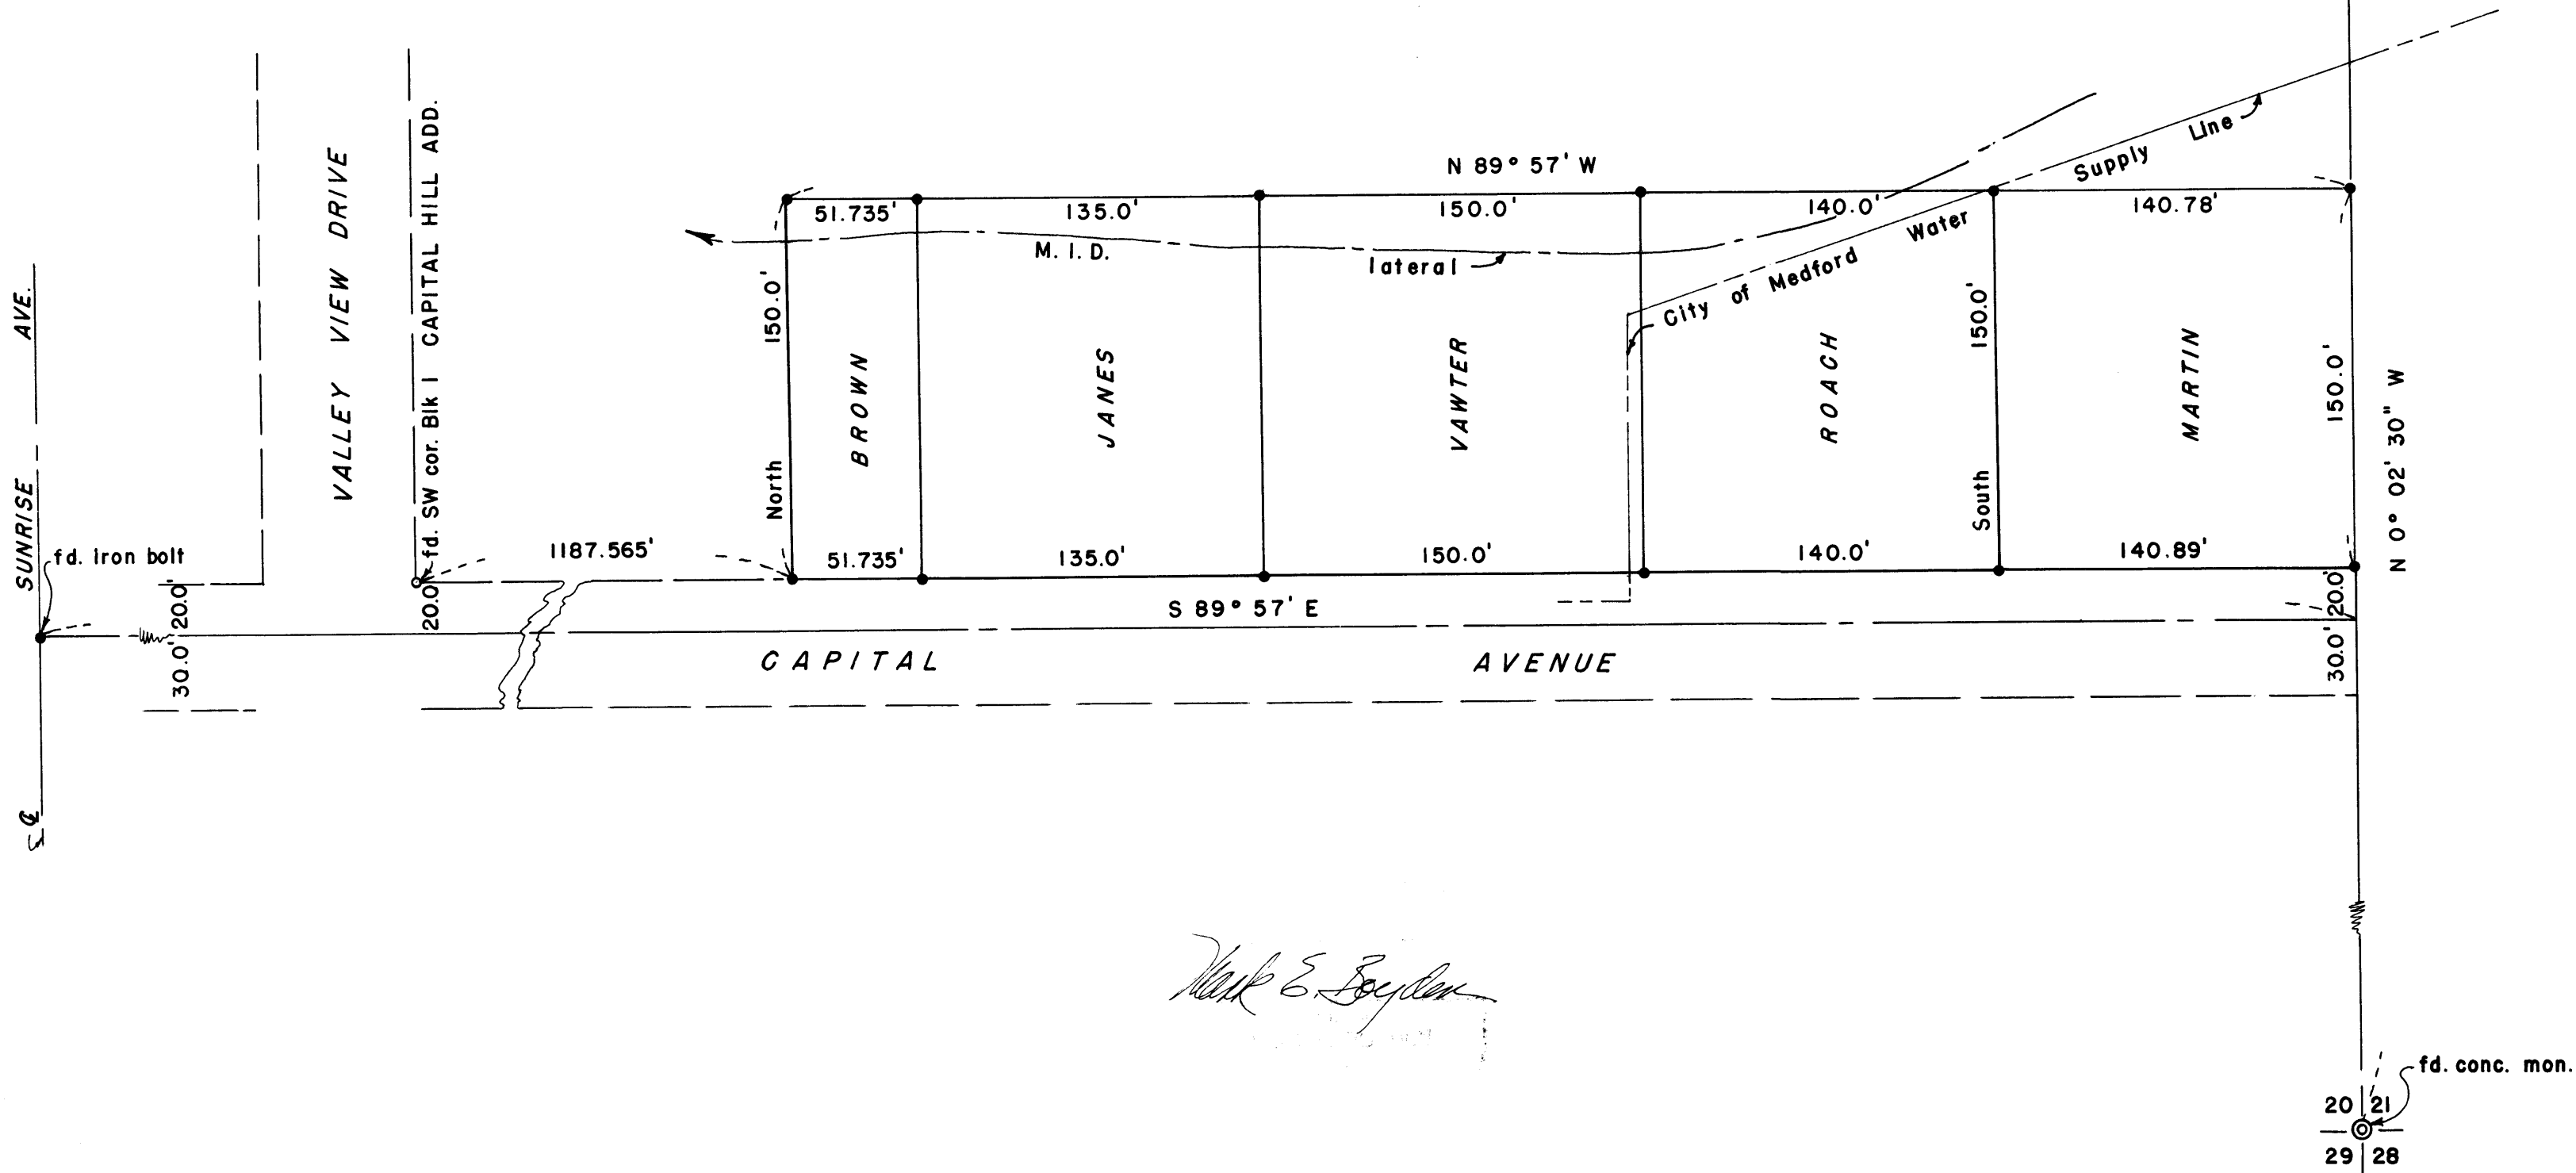 SUNRISE AVE.
fd. iron bolt
20.0'
30.0'
VALLEY VIEW DRIVE
fd. SW cor. Blk 1 CAPITAL HILL ADD.
20.0'
1187.565'
N 89° 57' W
51.735'
135.0'
150.0'
140.0'
140.78'
M. I. D.
lateral
City of Medford Water Supply Line
North 150.0'
BROWN
JANES
VAWTER
ROACH
South 150.0'
MARTIN
150.0'
N 0° 02' 30" W
51.735'
135.0'
150.0'
140.0'
140.89'
S 89° 57' E
20.0'
30.0'
CAPITAL AVENUE
Mark E. Boyden
fd. conc. mon.
20 21
29 28